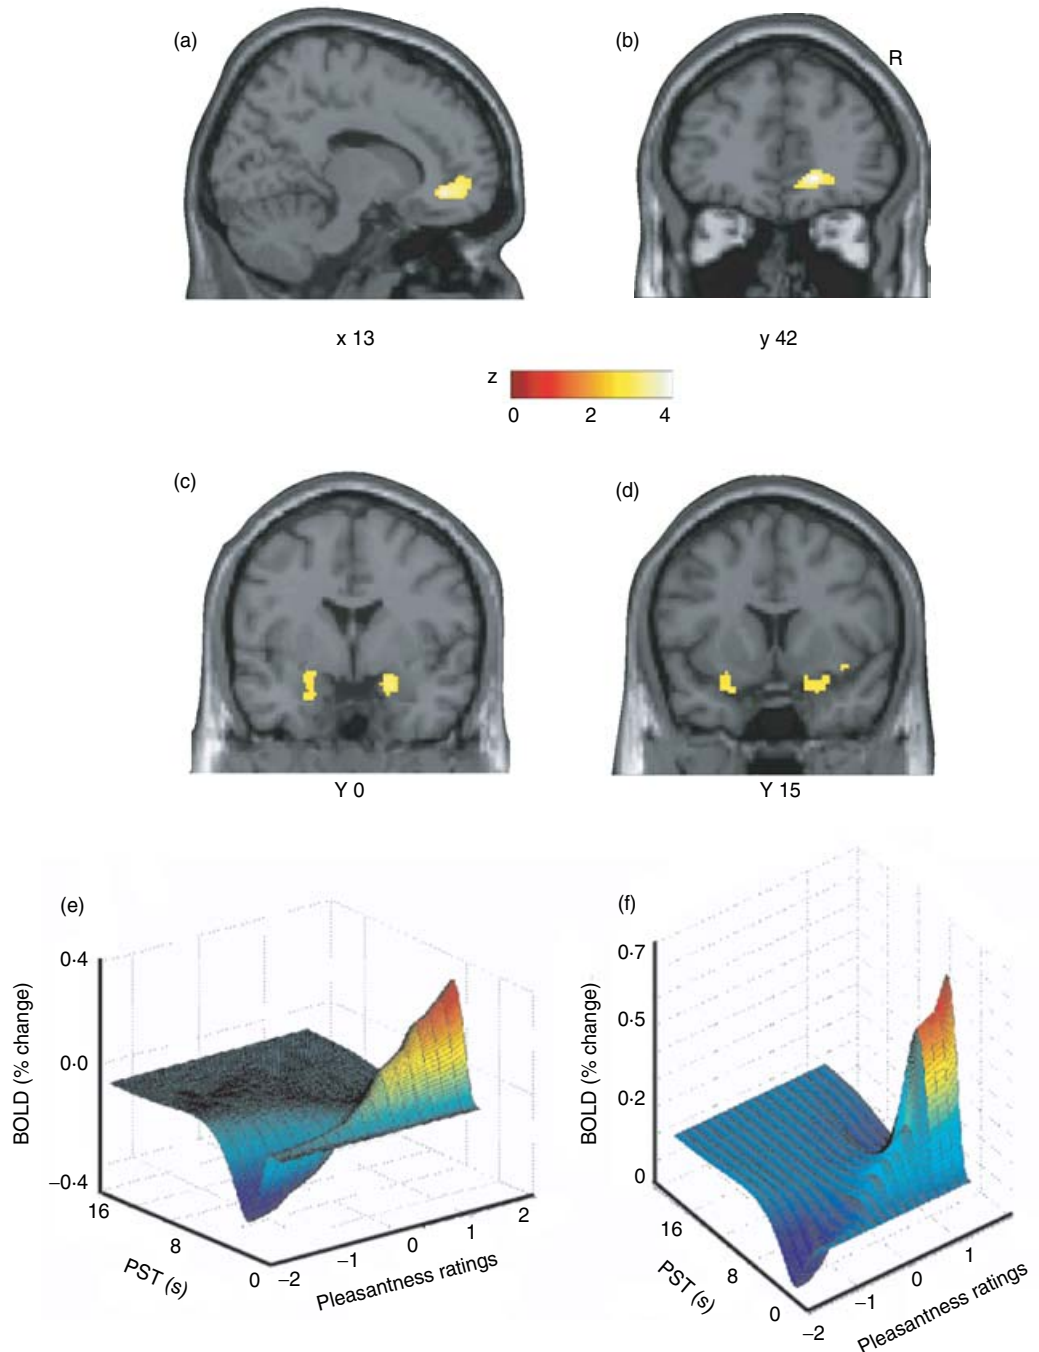 (a)
(b)
R
x 13
y 42
z
0 2 4
(c)
(d)
Y 0
Y 15
(e)
BOLD (% change)
0·4
0·0
−0·4
16
8
0
PST (s)
−2
−1
0
1
2
Pleasantness ratings
(f)
BOLD (% change)
0·7
0·5
0·2
0
16
8
0
PST (s)
−2
−1
0
1
Pleasantness ratings